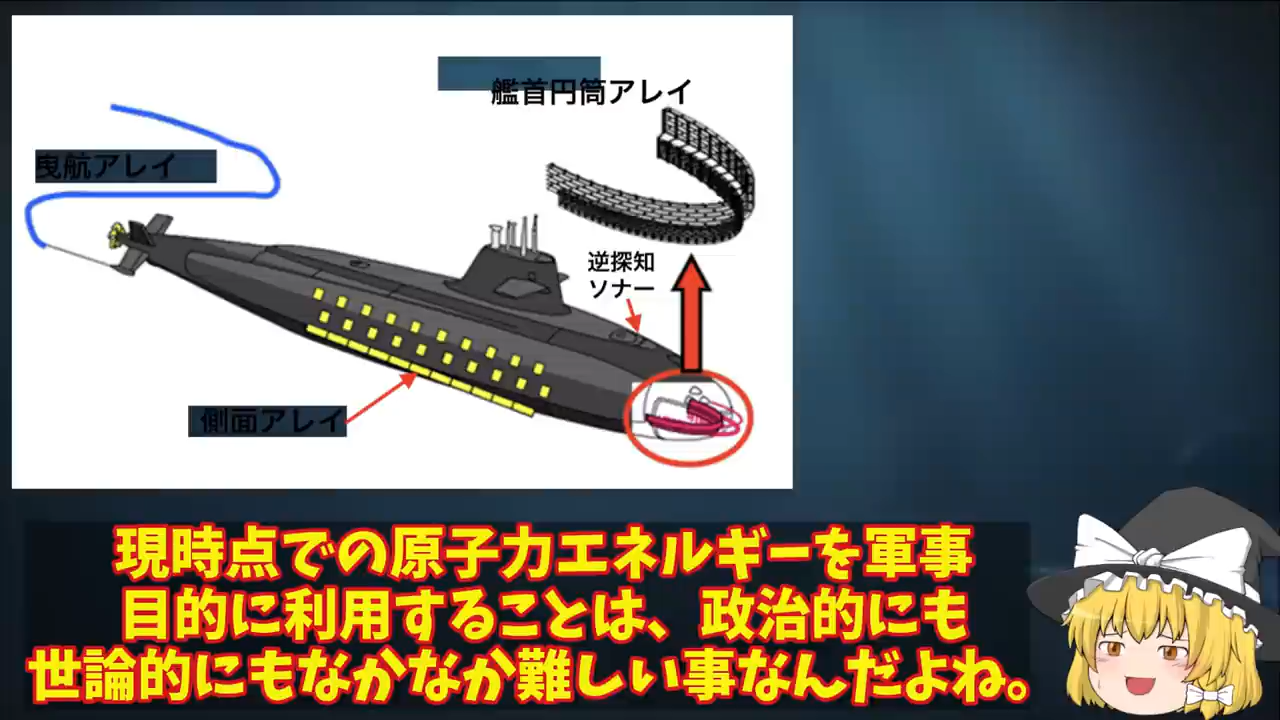 艦首円筒アレイ
曳航アレイ
逆探知
ソナー
側面アレイ
現時点での原子力エネルギーを軍事
目的に利用することは、政治的にも
世論的にもなかなか難しい事なんだよね。